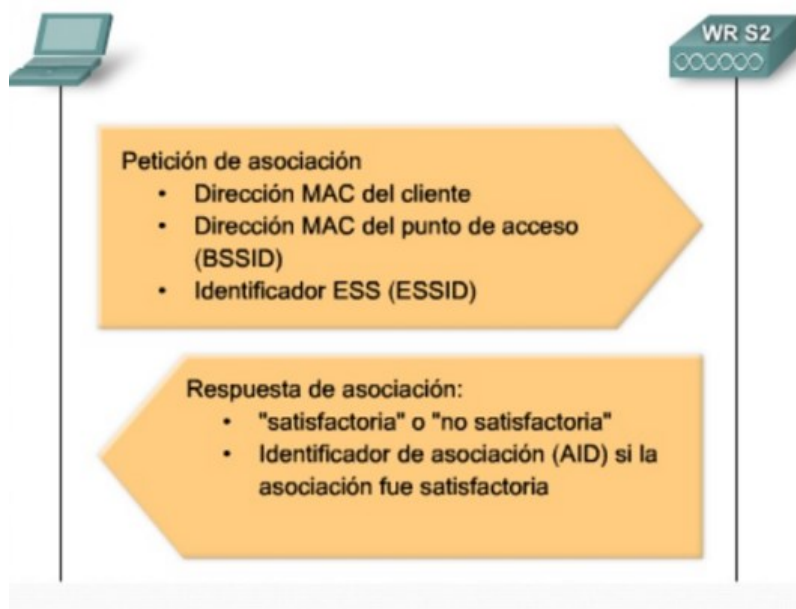 WR S2
Petición de asociación
• Dirección MAC del cliente
• Dirección MAC del punto de acceso
(BSSID)
• Identificador ESS (ESSID)
Respuesta de asociación:
• "satisfactoria" o "no satisfactoria"
• Identificador de asociación (AID) si la
asociación fue satisfactoria